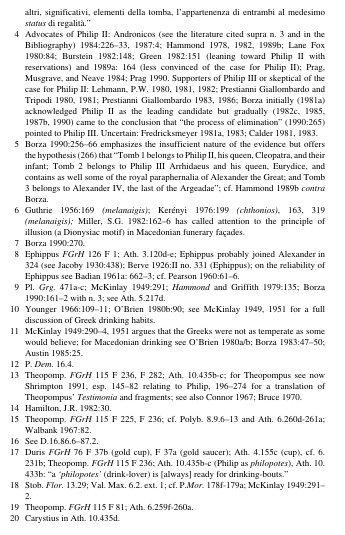 altri, significativi, elementi della tomba, l'appartenenza di entrambi al medesimo
status di regalità."
4 Advocates of Philip II: Andronicos (see the literature cited supra n. 3 and in the
Bibliography) 1984:226–33, 1987:4; Hammond 1978, 1982, 1989b; Lane Fox
1980:84; Burstein 1982:148; Green 1982:151 (leaning toward Philip II with
reservations) and 1989a: 164 (less convinced of the case for Philip II); Prag,
Musgrave, and Neave 1984; Prag 1990. Supporters of Philip III or skeptical of the
case for Philip II: Lehmann, P.W. 1980, 1981, 1982; Prestianni Giallombardo and
Tripodi 1980, 1981; Prestianni Giallombardo 1983, 1986; Borza initially (1981a)
acknowledged Philip II as the leading candidate but gradually (1982c, 1985,
1987b, 1990) came to the conclusion that "the process of elimination" (1990:265)
pointed to Philip III. Uncertain: Fredricksmeyer 1981a, 1983; Calder 1981, 1983.
5 Borza 1990:256–66 emphasizes the insufficient nature of the evidence but offers
the hypothesis (266) that "Tomb 1 belongs to Philip II, his queen, Cleopatra, and their
infant; Tomb 2 belongs to Philip III Arrhidaeus and his queen, Eurydice, and
contains as well some of the royal paraphernalia of Alexander the Great; and Tomb
3 belongs to Alexander IV, the last of the Argeadae"; cf. Hammond 1989b contra
Borza.
6 Guthrie 1956:169 (melanaigis); Kerényi 1976:199 (chthonios), 163, 319
(melanaigis); Miller, S.G. 1982:162–6 has called attention to the principle of
illusion (a Dionysiac motif) in Macedonian funerary façades.
7 Borza 1990:270.
8 Ephippus FGrH 126 F 1; Ath. 3.120d-e; Ephippus probably joined Alexander in
324 (see Jacoby 1930:438); Berve 1926:II no. 331 (Ephippus); on the reliability of
Ephippus see Badian 1961a: 662–3; cf. Pearson 1960:61–6.
9 Pl. Grg. 471a-c; McKinlay 1949:291; Hammond and Griffith 1979:135; Borza
1990:161–2 with n. 3; see Ath. 5.217d.
10 Younger 1966:109–11; O'Brien 1980b:90; see McKinlay 1949, 1951 for a full
discussion of Greek drinking habits.
11 McKinlay 1949:290–4, 1951 argues that the Greeks were not as temperate as some
would believe; for Macedonian drinking see O'Brien 1980a/b; Borza 1983:47–50;
Austin 1985:25.
12 P. Dem. 16.4.
13 Theopomp. FGrH 115 F 236, F 282; Ath. 10.435b-c; for Theopompus see now
Shrimpton 1991, esp. 145–82 relating to Philip, 196–274 for a translation of
Theopompus' Testimonia and fragments; see also Connor 1967; Bruce 1970.
14 Hamilton, J.R. 1982:30.
15 Theopomp. FGrH 115 F 225, F 236; cf. Polyb. 8.9.6–13 and Ath. 6.260d-261a;
Walbank 1967:82.
16 See D.16.86.6–87.2.
17 Duris FGrH 76 F 37b (gold cup), F 37a (gold saucer); Ath. 4.155c (cup), cf. 6.
231b; Theopomp. FGrH 115 F 236; Ath. 10.435b-c (Philip as philopotes), Ath. 10.
433b: "a 'philopotes' (drink-lover) is [always] ready for drinking-bouts."
18 Stob. Flor. 13.29; Val. Max. 6.2. ext. 1; cf. P.Mor. 178f-179a; McKinlay 1949:291–
2.
19 Theopomp. FGrH 115 F 81; Ath. 6.259f-260a.
20 Carystius in Ath. 10.435d.